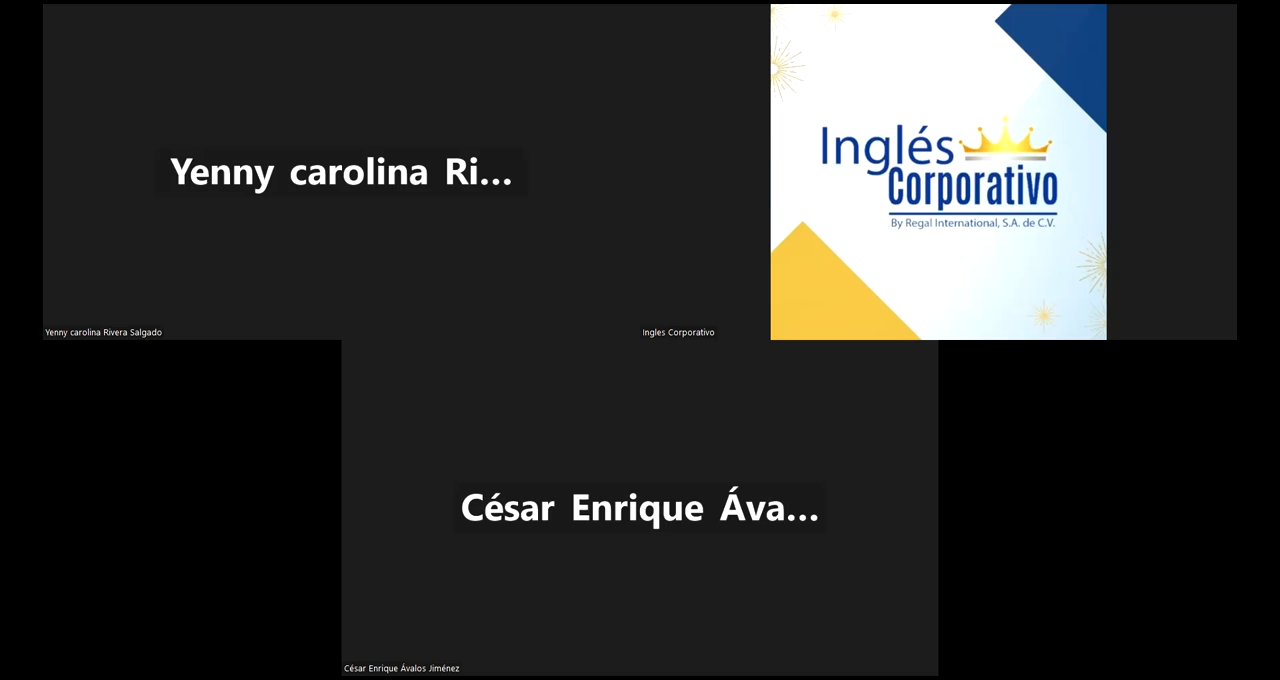 Yenny carolina Ri...
Yenny carolina Rivera Salgado
Inglés
Corporativo
By Regal International, S.A. de C.V.
Ingles Corporativo
César Enrique Áva...
César Enrique Ávalos Jiménez